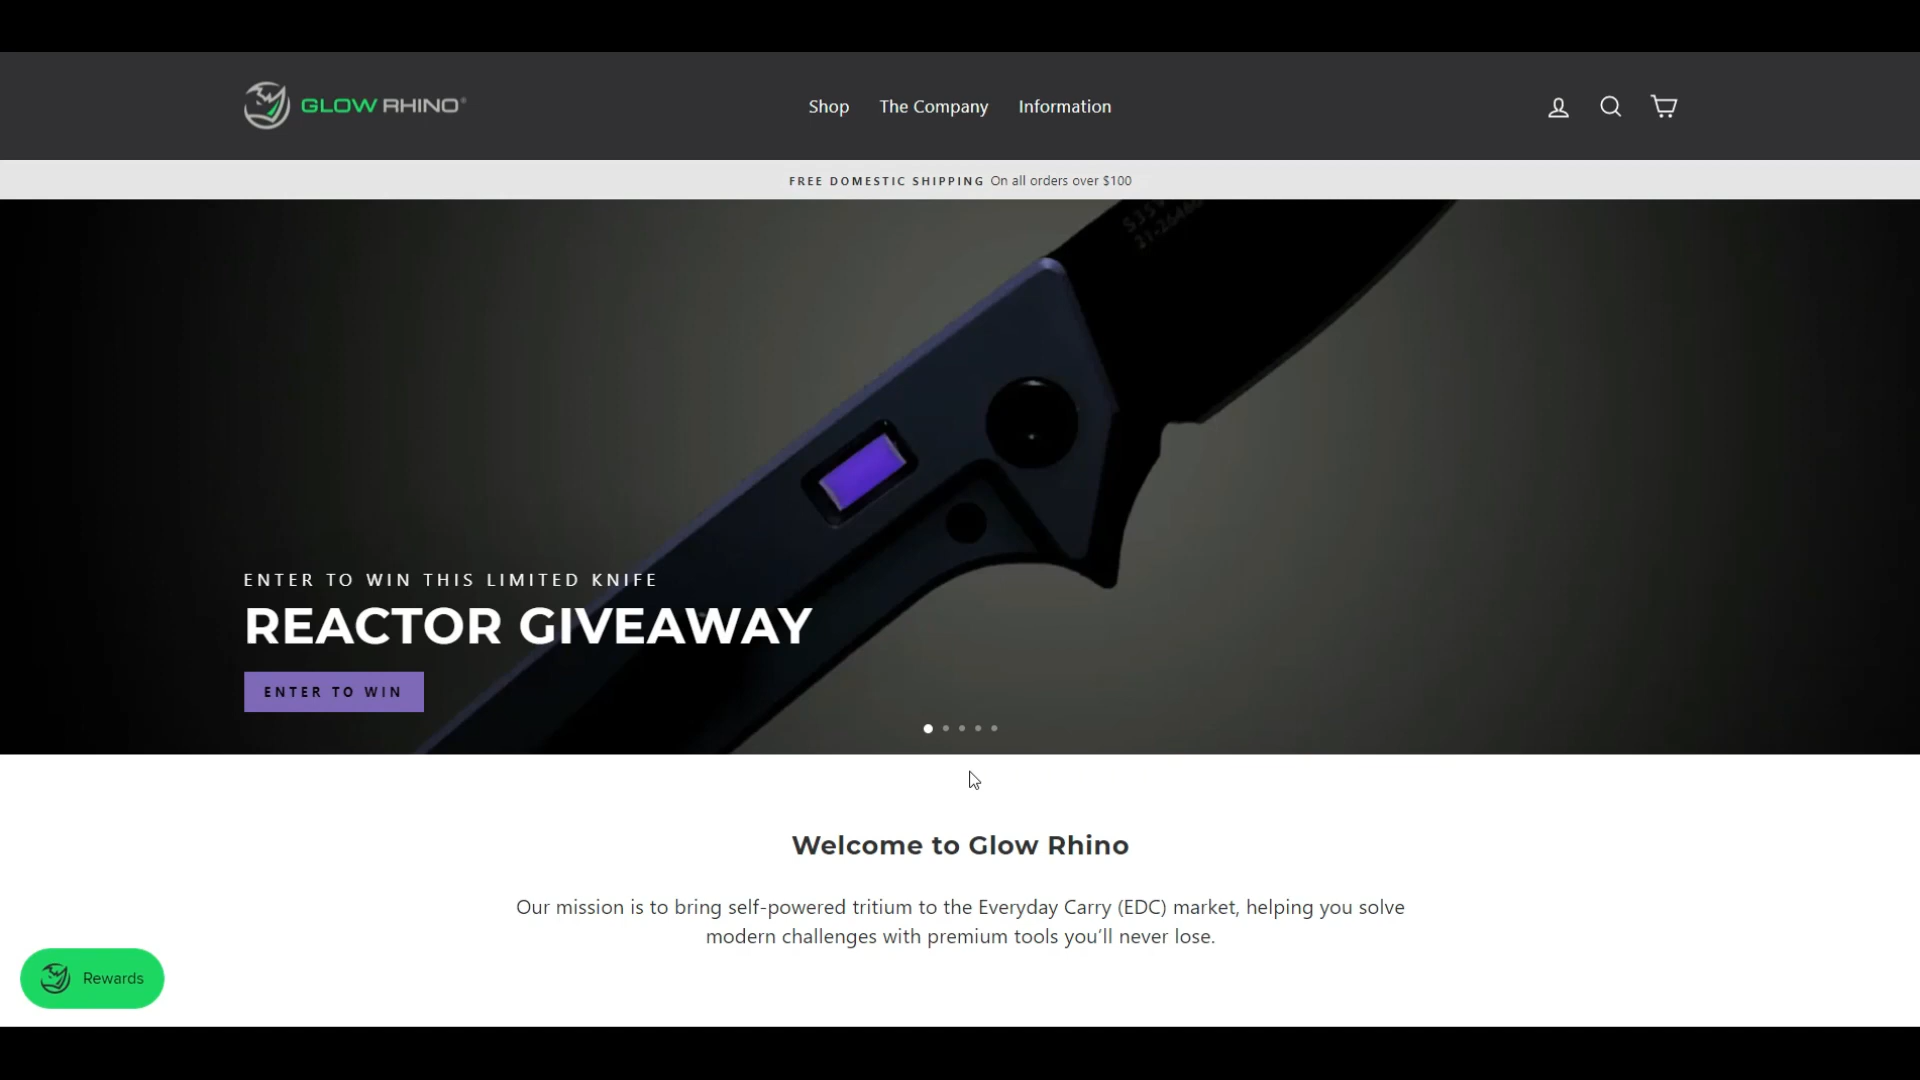 GLOW RHINO®
Shop The Company Information
FREE DOMESTIC SHIPPING On all orders over $100
ENTER TO WIN THIS LIMITED KNIFE
REACTOR GIVEAWAY
ENTER TO WIN
Welcome to Glow Rhino
Our mission is to bring self-powered tritium to the Everyday Carry (EDC) market, helping you solve
modern challenges with premium tools you’ll never lose.
Rewards